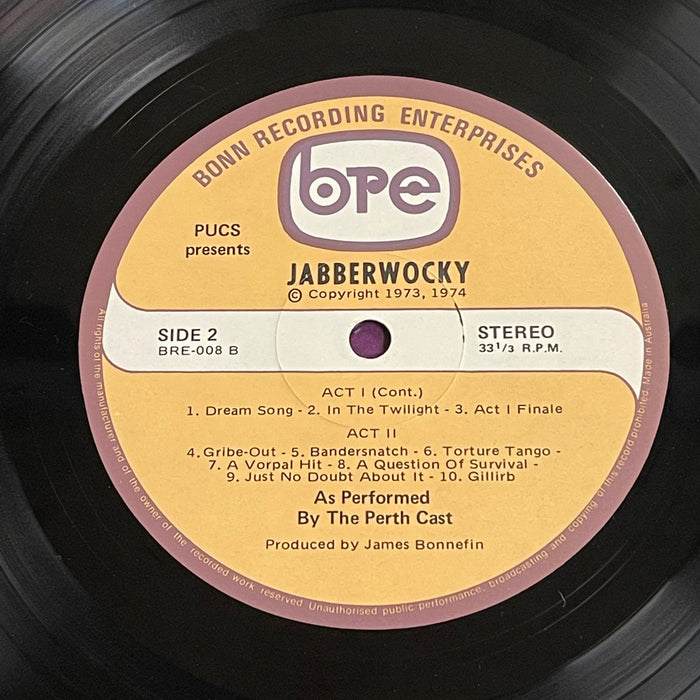 BONN RECORDING ENTERPRISES
bre
PUCS
presents
JABBERWOCKY
© Copyright 1973, 1974
SIDE 2
BRE-008 B
STEREO
33 1/3 R.P.M.
ACT I (Cont.)
1. Dream Song - 2. In The Twilight - 3. Act I Finale
ACT II
4. Gribe-Out - 5. Bandersnatch - 6. Torture Tango -
7. A Vorpal Hit - 8. A Question Of Survival -
9. Just No Doubt About It - 10. Gillirb
As Performed
By The Perth Cast
Produced by James Bonnefin
All rights of the manufacturer and of the owner of the recorded work reserved. Unauthorised public performance, broadcasting and copying of this record prohibited. Made in Australia